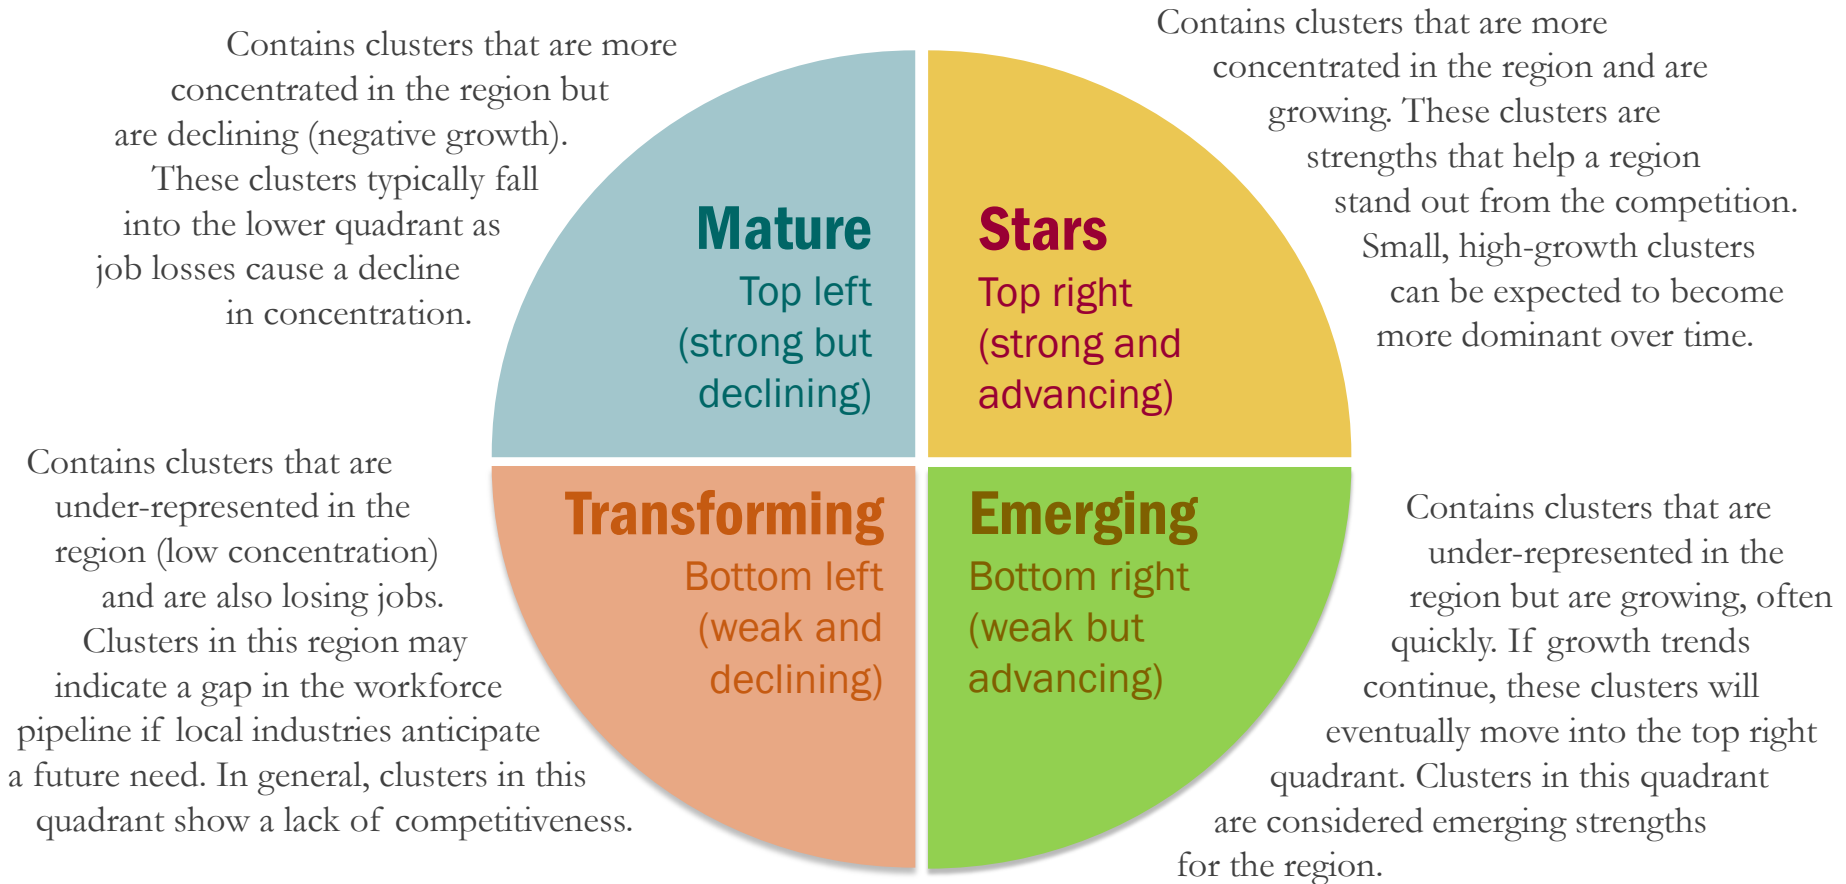 Contains clusters that are more
concentrated in the region but
are declining (negative growth).
These clusters typically fall
into the lower quadrant as
job losses cause a decline
in concentration.
Mature
Top left
(strong but
declining)
Stars
Top right
(strong and
advancing)
Contains clusters that are more
concentrated in the region and are
growing. These clusters are
strengths that help a region
stand out from the competition.
Small, high-growth clusters
can be expected to become
more dominant over time.
Contains clusters that are
under-represented in the
region (low concentration)
and are also losing jobs.
Clusters in this region may
indicate a gap in the workforce
pipeline if local industries anticipate
a future need. In general, clusters in this
quadrant show a lack of competitiveness.
Transforming
Bottom left
(weak and
declining)
Emerging
Bottom right
(weak but
advancing)
Contains clusters that are
under-represented in the
region but are growing, often
quickly. If growth trends
continue, these clusters will
eventually move into the top right
quadrant. Clusters in this quadrant
are considered emerging strengths
for the region.